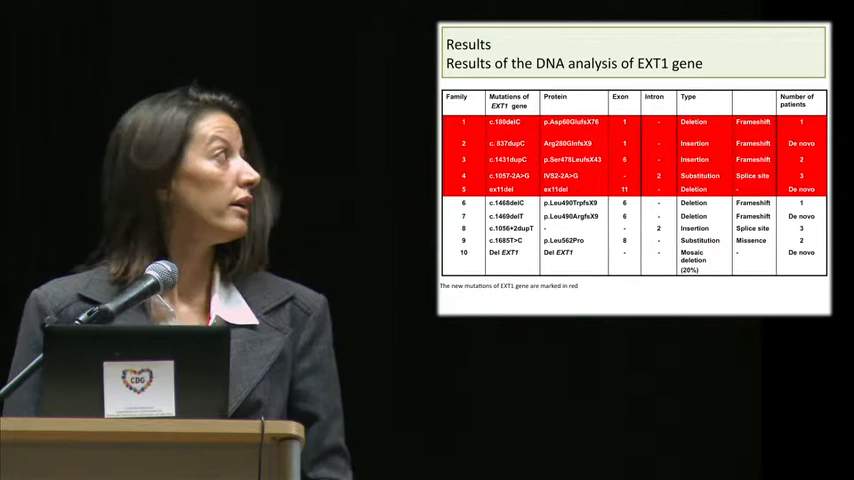 Results
Results of the DNA analysis of EXT1 gene
Family Mutations of EXT1 gene Protein Exon Intron Type Number of patients
1 c.180delC p.Asp60GlufsX76 1 - Deletion Frameshift 1
2 c. 837dupC Arg280GlnfsX9 1 - Insertion Frameshift De novo
3 c.1431dupC p.Ser478LeufsX43 6 - Insertion Frameshift 2
4 c.1057-2A>G IVS2-2A>G - 2 Substitution Splice site 3
5 ex11del ex11del 11 - Deletion - De novo
6 c.1468delC p.Leu490TrpfsX9 6 - Deletion Frameshift 1
7 c.1469delT p.Leu490ArgfsX9 6 - Deletion Frameshift De novo
8 c.1056+2dupT - 2 Insertion Splice site 3
9 c.1685T>C p.Leu562Pro 8 - Substitution Missence 2
10 Del EXT1 Del EXT1 - - Mosaic deletion (20%) - De novo
The new mutations of EXT1 gene are marked in red
CDG